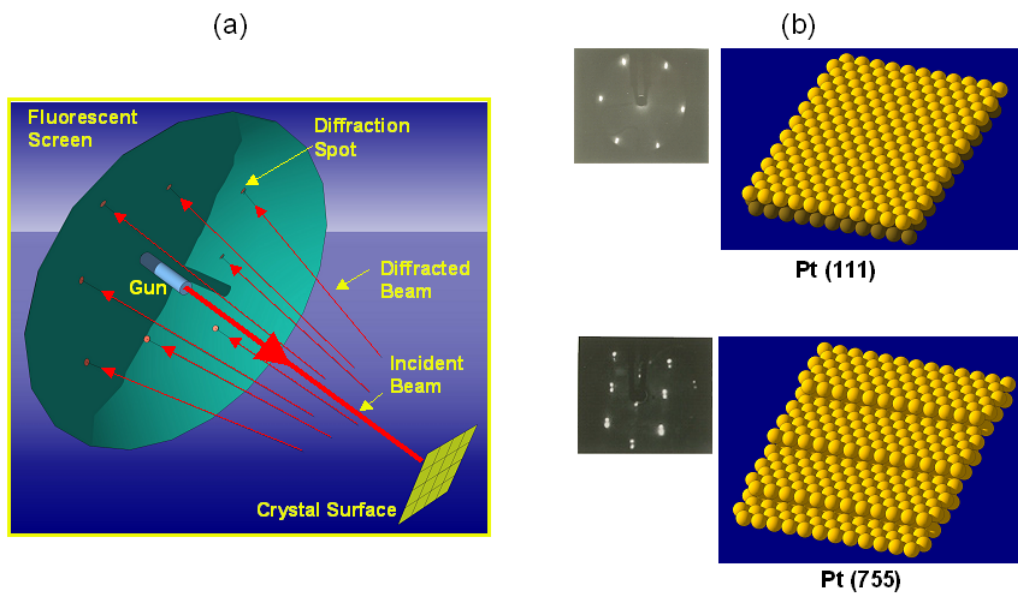 (a)
(b)
Fluorescent
Screen
Diffraction
Spot
Gun
Diffracted
Beam
Incident
Beam
Crystal Surface
Pt (111)
Pt (755)